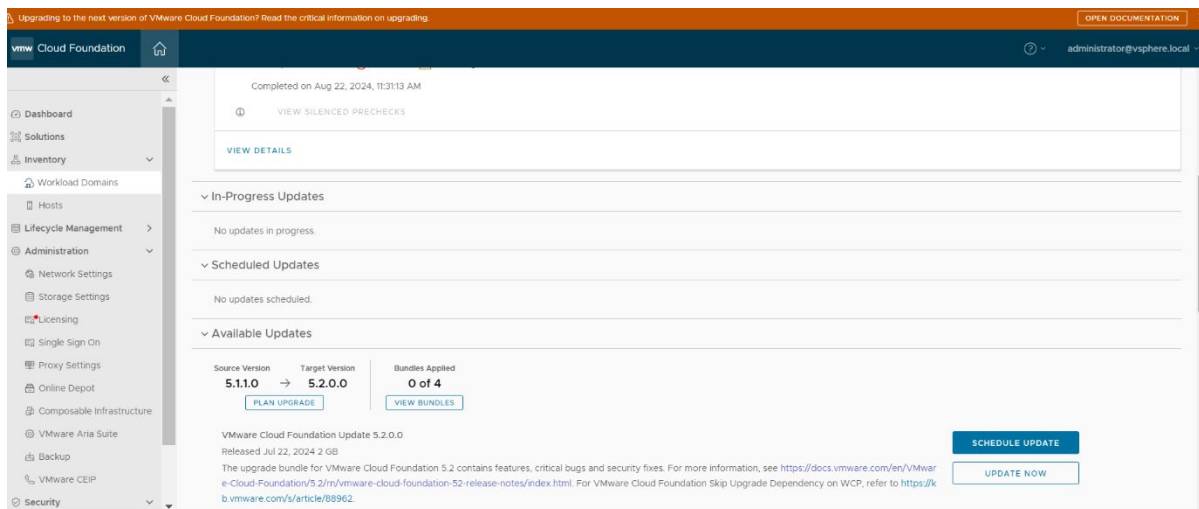 Upgrading to the next version of VMware Cloud Foundation? Read the critical information on upgrading.
OPEN DOCUMENTATION
vmw Cloud Foundation
administrator@vsphere.local
Completed on Aug 22, 2024, 11:31:13 AM
VIEW SILENCED PRECHECKS
VIEW DETAILS
Dashboard
Solutions
Inventory
Workload Domains
Hosts
Lifecycle Management
Administration
Network Settings
Storage Settings
Licensing
Single Sign On
Proxy Settings
Online Depot
Composable Infrastructure
VMware Aria Suite
Backup
VMware CEIP
Security
In-Progress Updates
No updates in progress.
Scheduled Updates
No updates scheduled.
Available Updates
Source Version Target Version Bundles Applied
5.1.1.0 → 5.2.0.0 0 of 4
PLAN UPGRADE VIEW BUNDLES
VMware Cloud Foundation Update 5.2.0.0
Released Jul 22, 2024 2 GB
The upgrade bundle for VMware Cloud Foundation 5.2 contains features, critical bugs and security fixes. For more information, see https://docs.vmware.com/en/VMwar
e-Cloud-Foundation/5.2/rn/vmware-cloud-foundation-52-release-notes/index.html. For VMware Cloud Foundation Skip Upgrade Dependency on WCP, refer to https://k
b.vmware.com/s/article/88962.
SCHEDULE UPDATE
UPDATE NOW